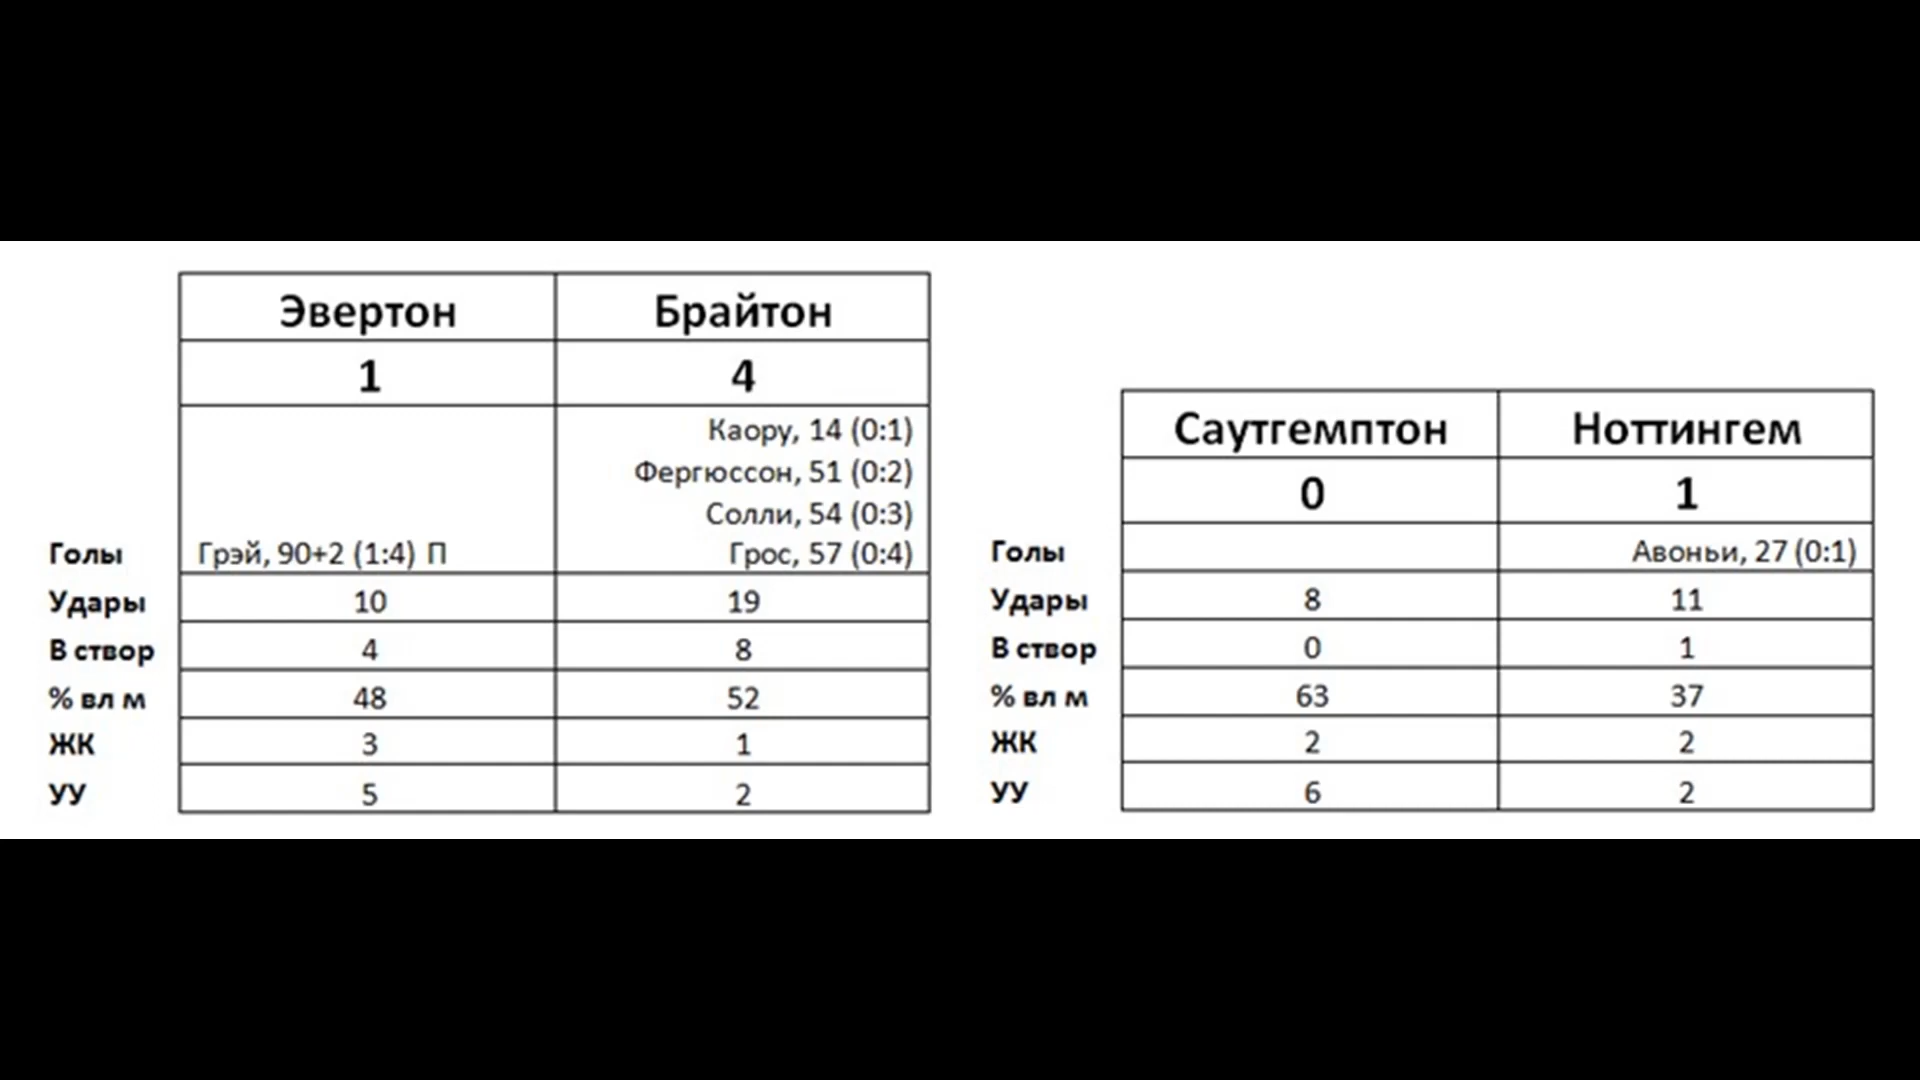 Эвертон Брайтон
1 4
Каору, 14 (0:1)
Фергюссон, 51 (0:2)
Солли, 54 (0:3)
Голы Грэй, 90+2 (1:4) П Грос, 57 (0:4)
Удары 10 19
В створ 4 8
% вл м 48 52
ЖК 3 1
УУ 5 2
Саутгемптон Ноттингем
0 1
Голы Авоньи, 27 (0:1)
Удары 8 11
В створ 0 1
% вл м 63 37
ЖК 2 2
УУ 6 2